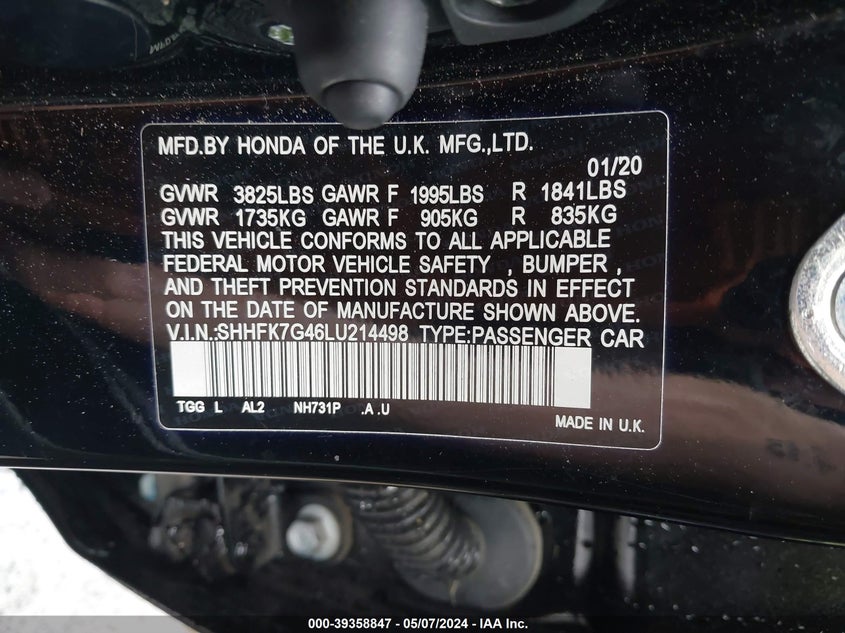 MFD.BY HONDA OF THE U.K. MFG.,LTD.
01/20
GVWR 3825LBS GAWR F 1995LBS R 1841LBS
GVWR 1735KG GAWR F 905KG R 835KG
THIS VEHICLE CONFORMS TO ALL APPLICABLE
FEDERAL MOTOR VEHICLE SAFETY , BUMPER ,
AND THEFT PREVENTION STANDARDS IN EFFECT
ON THE DATE OF MANUFACTURE SHOWN ABOVE.
V.I.N.:SHHFK7G46LU214498 TYPE:PASSENGER CAR
TGG L AL2 NH731P .A .U
MADE IN U.K.
000-39358847 / 05/07/2024 - IAA Inc.